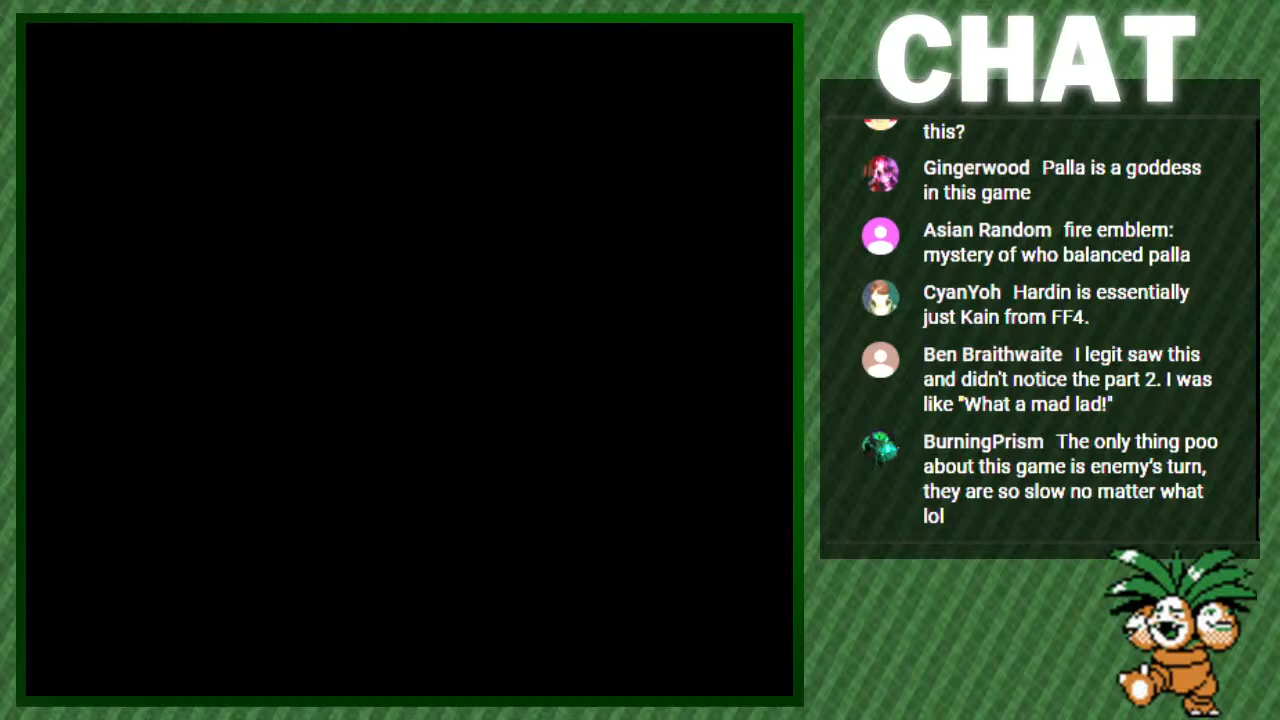 CHAT
this?
Gingerwood Palla is a goddess
in this game
Asian Random fire emblem:
mystery of who balanced palla
CyanYoh Hardin is essentially
just Kain from FF4.
Ben Braithwaite I legit saw this
and didn't notice the part 2. I was
like "What a mad lad!"
BurningPrism The only thing poo
about this game is enemy's turn,
they are so slow no matter what
lol